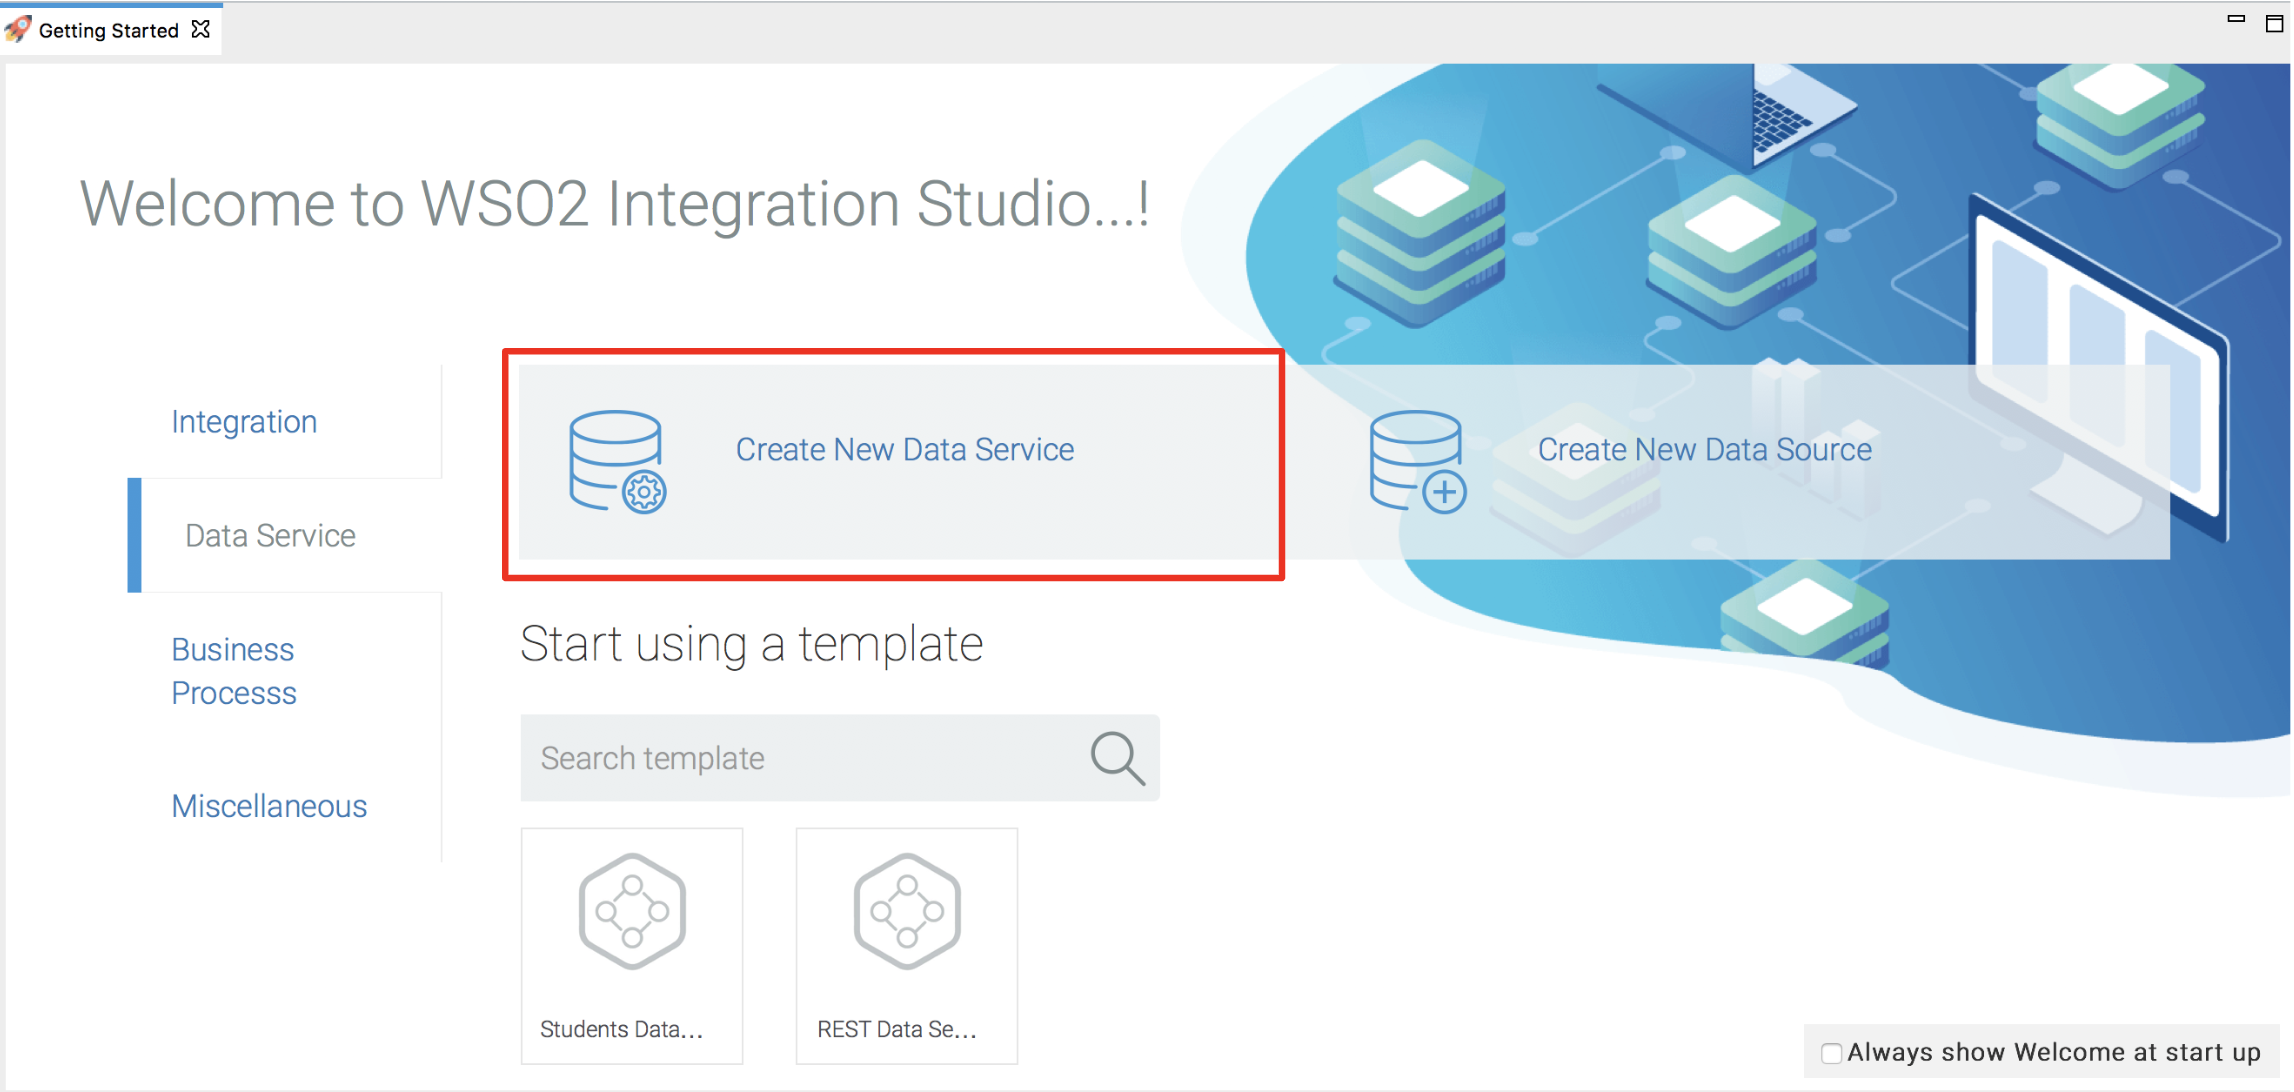 Getting Started
Welcome to WSO2 Integration Studio...!
Integration
Data Service
Business
Processs
Miscellaneous
Create New Data Service
Create New Data Source
Start using a template
Search template
Students Data...
REST Data Se...
Always show Welcome at start up